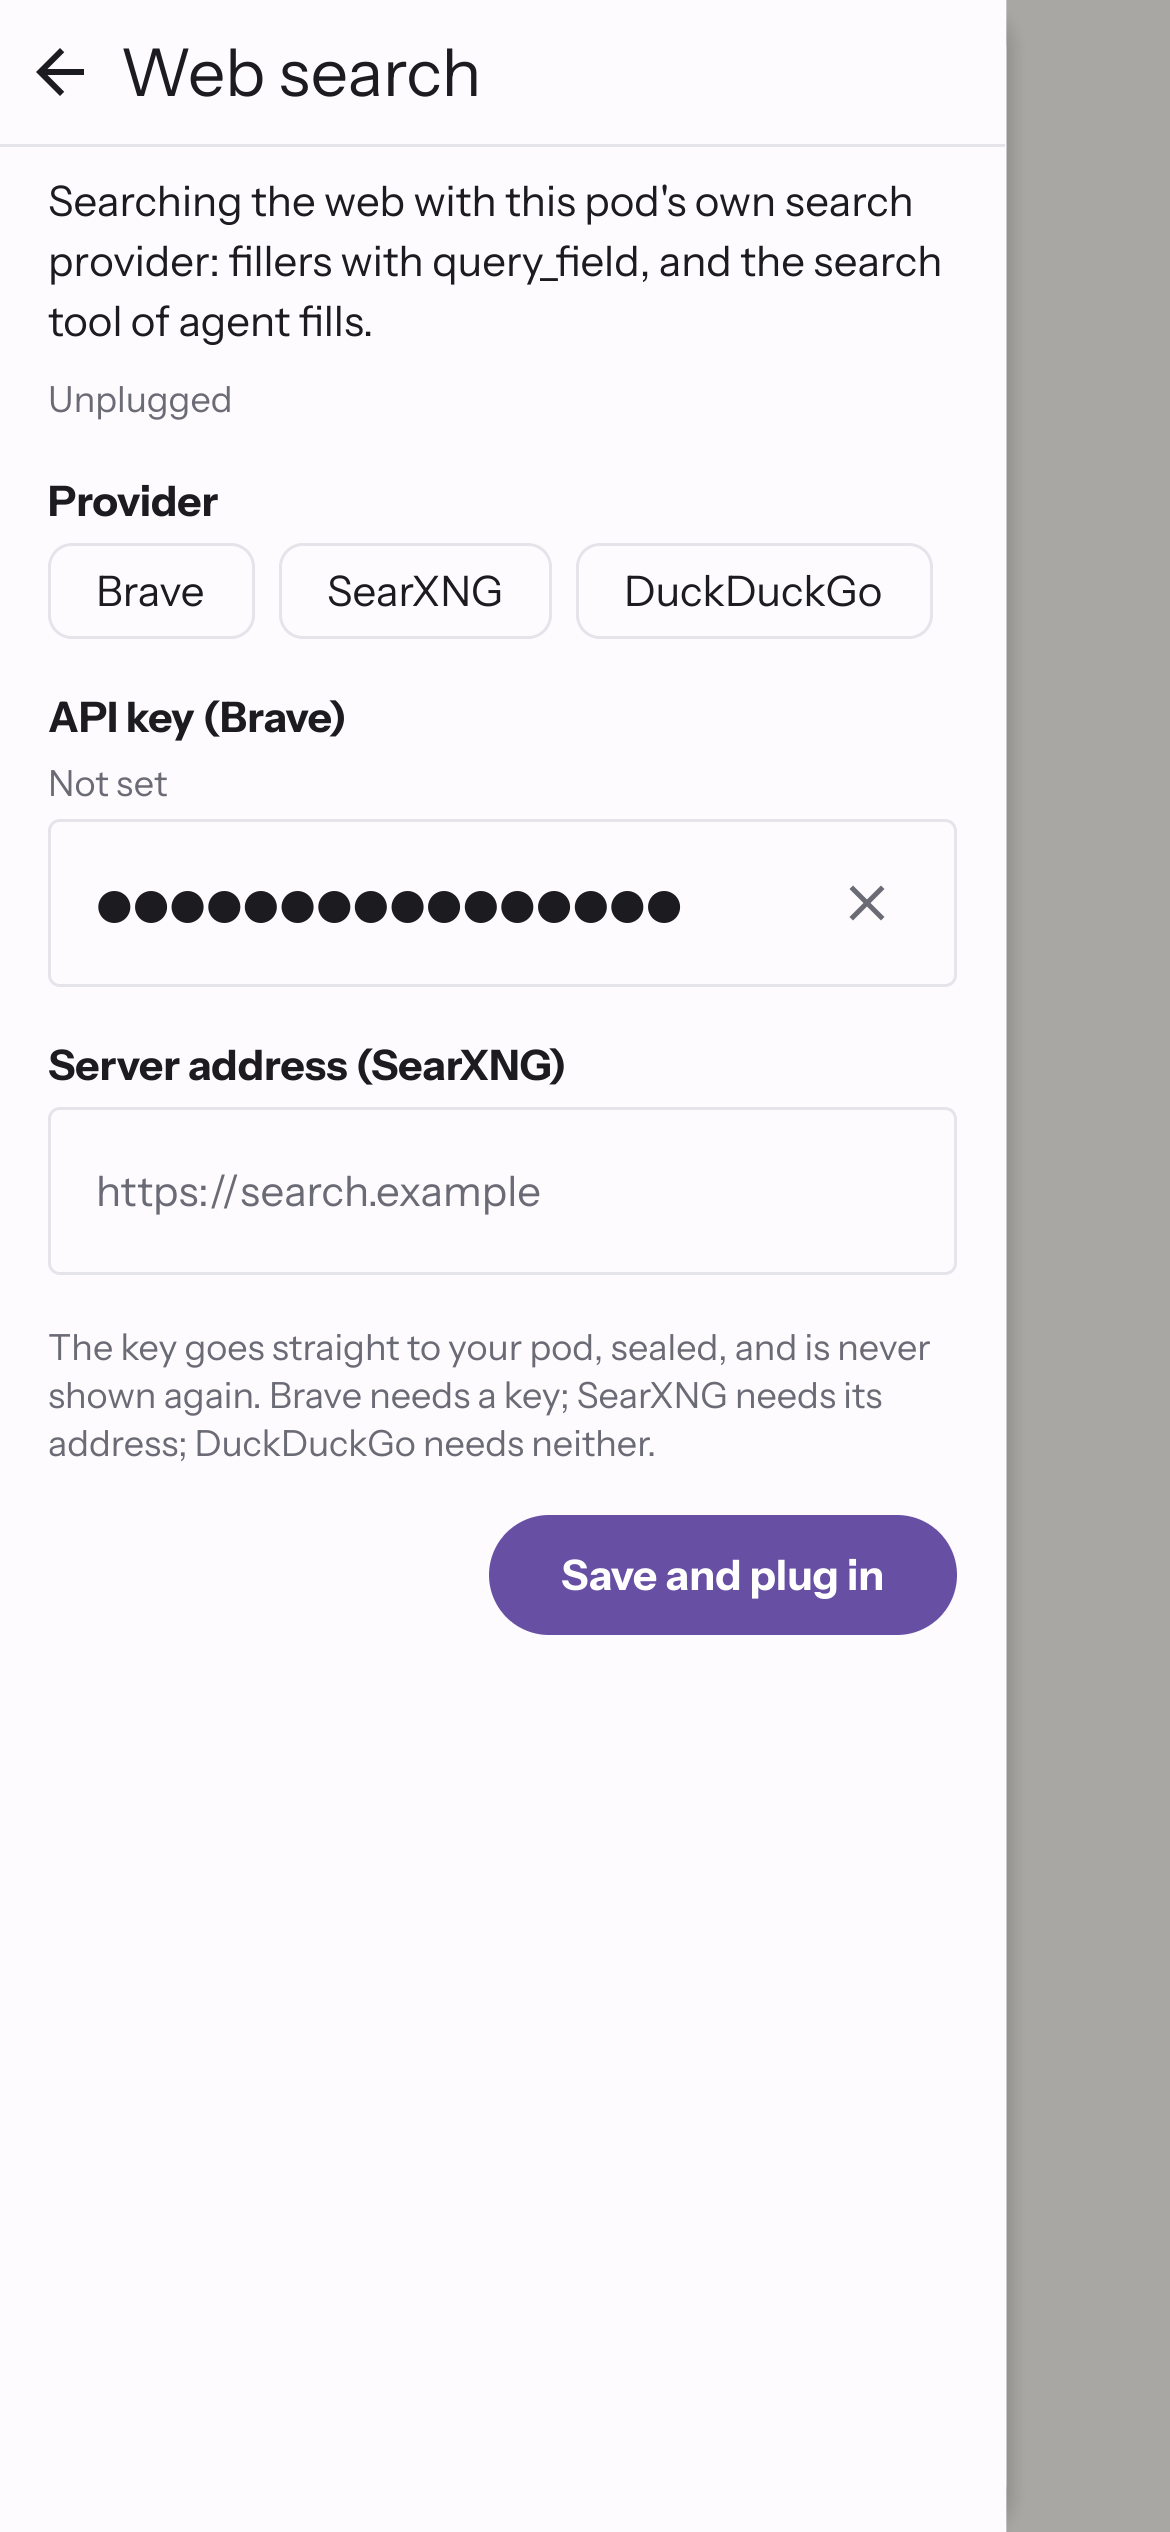 Web search
Searching the web with this pod's own search
provider: fillers with query_field, and the search
tool of agent fills.
Unplugged
Provider
Brave
SearXNG
DuckDuckGo
API key (Brave)
Not set
●●●●●●●●●●●●●●●●
Server address (SearXNG)
https://search.example
The key goes straight to your pod, sealed, and is never
shown again. Brave needs a key; SearXNG needs its
address; DuckDuckGo needs neither.
Save and plug in